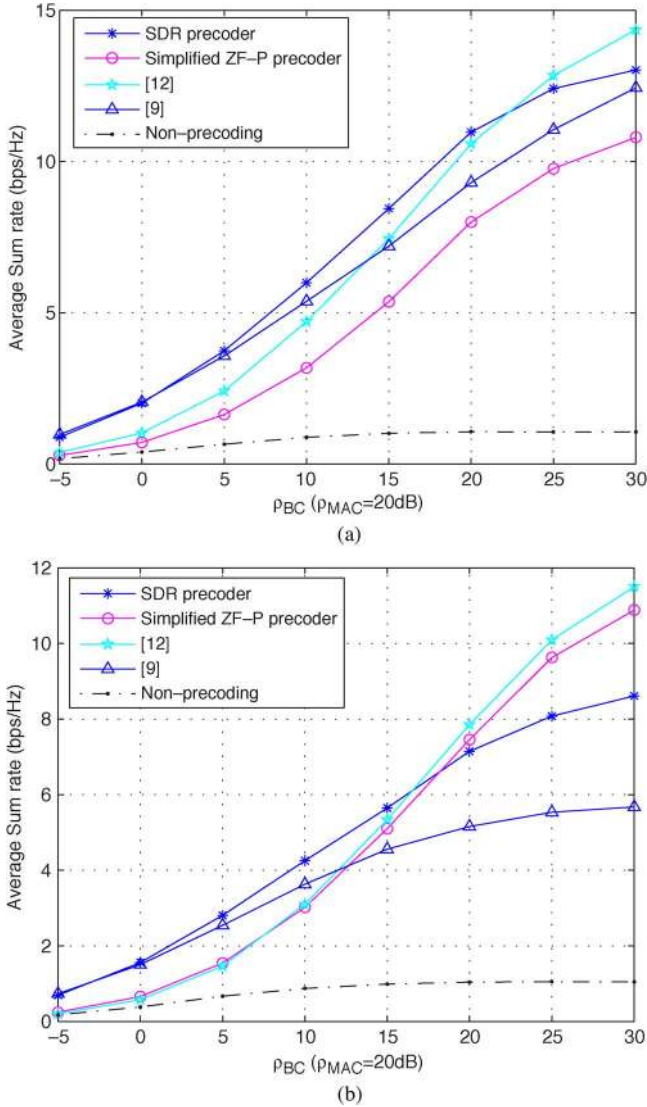 15
10
5
0
Average Sum rate (bps/Hz)
SDR precoder
Simplified ZF–P precoder
[12]
[9]
Non–precoding
−5 0 5 10 15 20 25 30
ρBC (ρMAC=20dB)
(a)
12
10
8
6
4
2
0
Average Sum rate (bps/Hz)
SDR precoder
Simplified ZF–P precoder
[12]
[9]
Non–precoding
−5 0 5 10 15 20 25 30
ρBC (ρMAC=20dB)
(b)